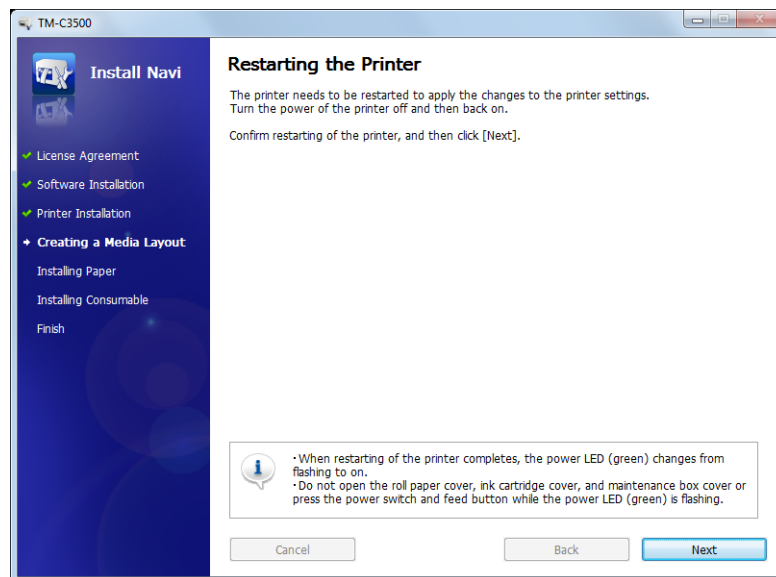 TM-C3500
Install Navi
License Agreement
Software Installation
Printer Installation
Creating a Media Layout
Installing Paper
Installing Consumable
Finish
Restarting the Printer
The printer needs to be restarted to apply the changes to the printer settings.
Turn the power of the printer off and then back on.
Confirm restarting of the printer, and then click [Next].
・When restarting of the printer completes, the power LED (green) changes from
flashing to on.
・Do not open the roll paper cover, ink cartridge cover, and maintenance box cover or
press the power switch and feed button while the power LED (green) is flashing.
Cancel
Back
Next